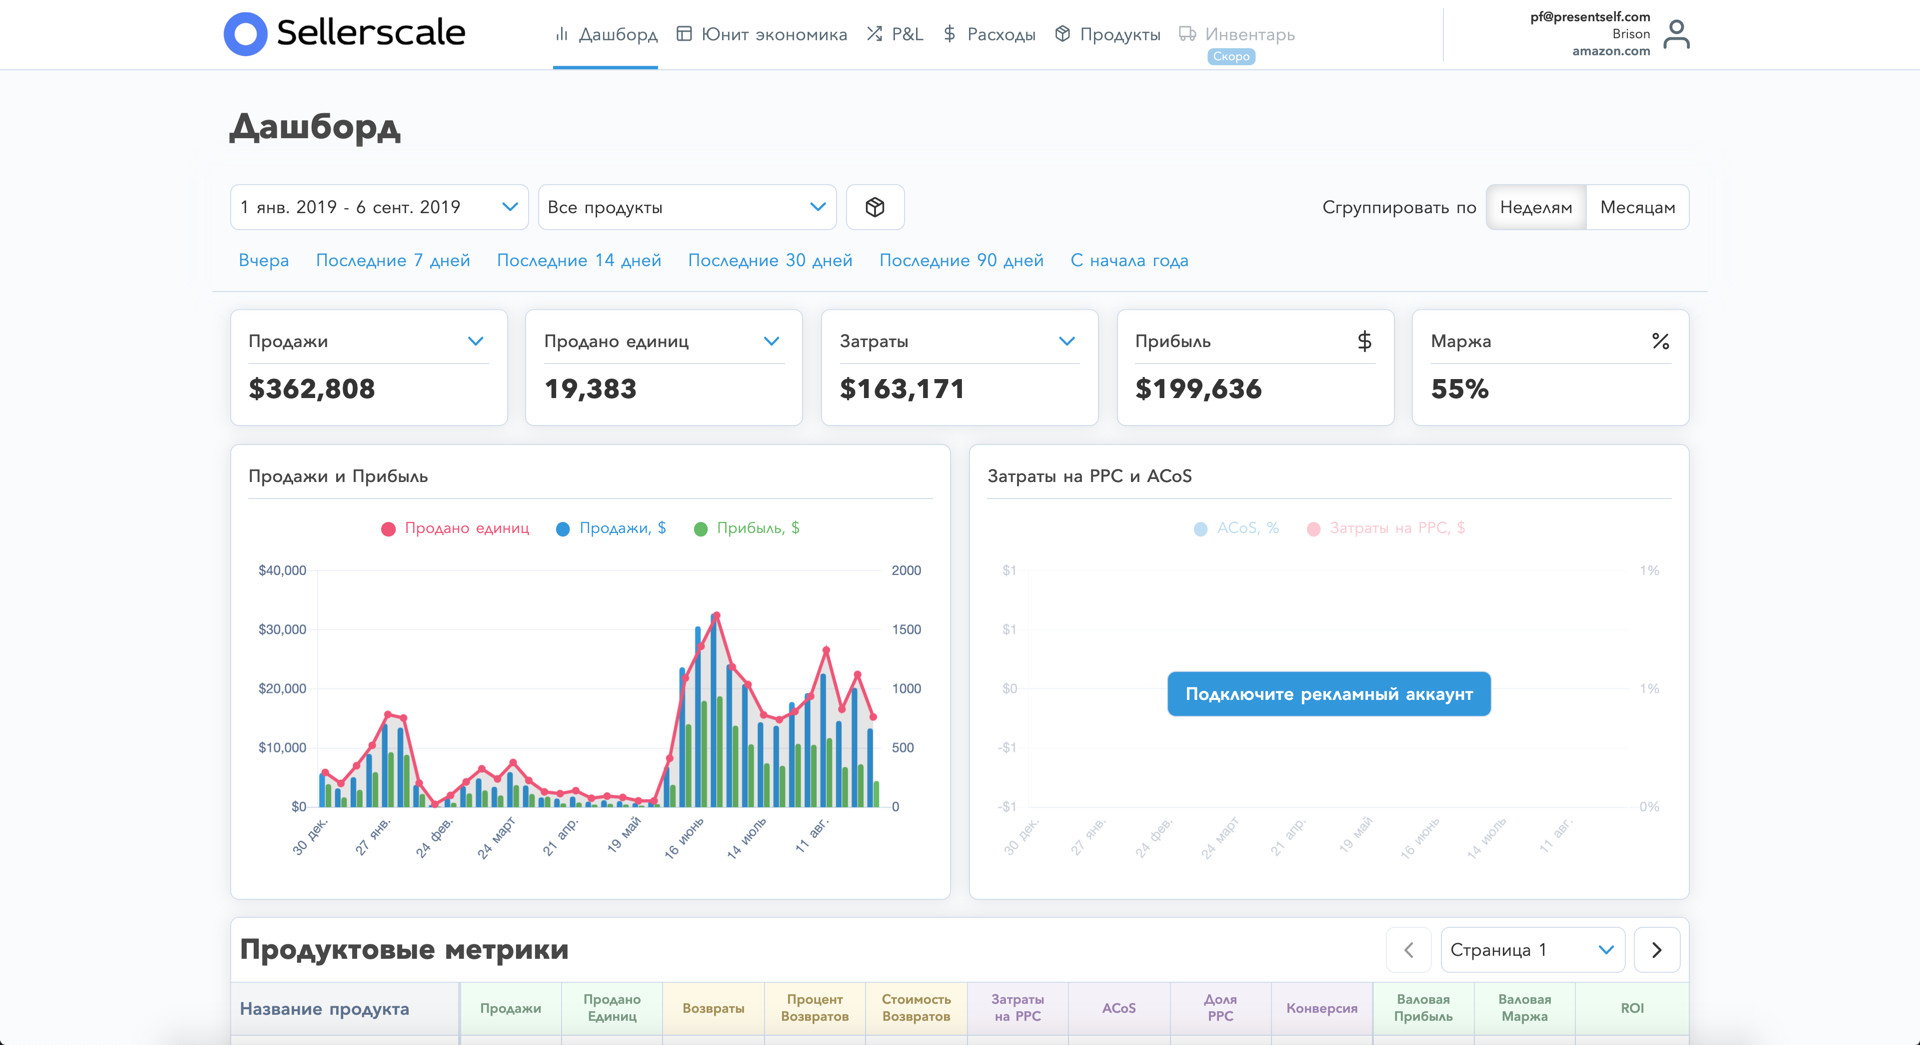 Sellerscale
Дашборд
Юнит экономика
P&L
Расходы
Продукты
Инвентарь
Скоро
pf@presentself.com
Brison
amazon.com
Дашборд
1 янв. 2019 - 6 сент. 2019
Все продукты
Сгруппировать по
Неделям
Месяцам
Вчера
Последние 7 дней
Последние 14 дней
Последние 30 дней
Последние 90 дней
С начала года
Продажи
$362,808
Продано единиц
19,383
Затраты
$163,171
Прибыль
$
$199,636
Маржа
%
55%
Продажи и Прибыль
Продано единиц
Продажи, $
Прибыль, $
$40,000
$30,000
$20,000
$10,000
$0
2000
1500
1000
500
0
30 дек.
27 янв.
24 фев.
24 март
21 апр.
19 май
16 июнь
14 июль
11 авг.
Затраты на PPC и ACoS
ACoS, %
Затраты на PPC, $
$1
$1
$0
-$1
-$1
1%
1%
0%
Подключите рекламный аккаунт
30 дек.
27 янв.
24 фев.
24 март
21 апр.
19 май
16 июнь
14 июль
11 авг.
Продуктовые метрики
Страница 1
Название продукта
Продажи
Продано
Единиц
Возвраты
Процент
Возвратов
Стоимость
Возвратов
Затраты
на PPC
ACoS
Доля
PPC
Конверсия
Валовая
Прибыль
Валовая
Маржа
ROI